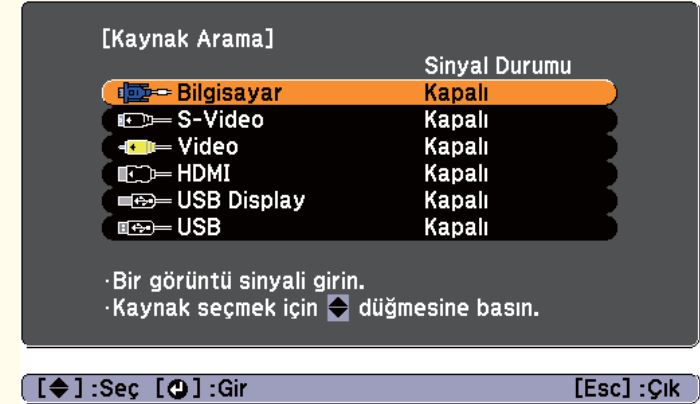 [Kaynak Arama]
Sinyal Durumu
Bilgisayar Kapalı
S-Video Kapalı
Video Kapalı
HDMI Kapalı
USB Display Kapalı
USB Kapalı
·Bir görüntü sinyali girin.
·Kaynak seçmek için düğmesine basın.
[ ] :Seç [ ] :Gir [Esc] :Çık